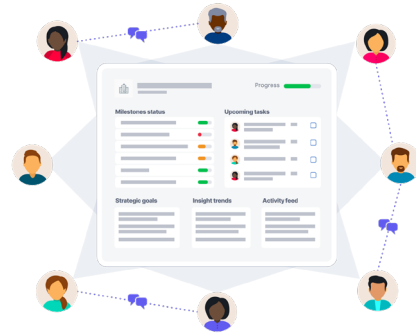 Progress
Milestones status
Upcoming tasks
Strategic goals
Insight trends
Activity feed